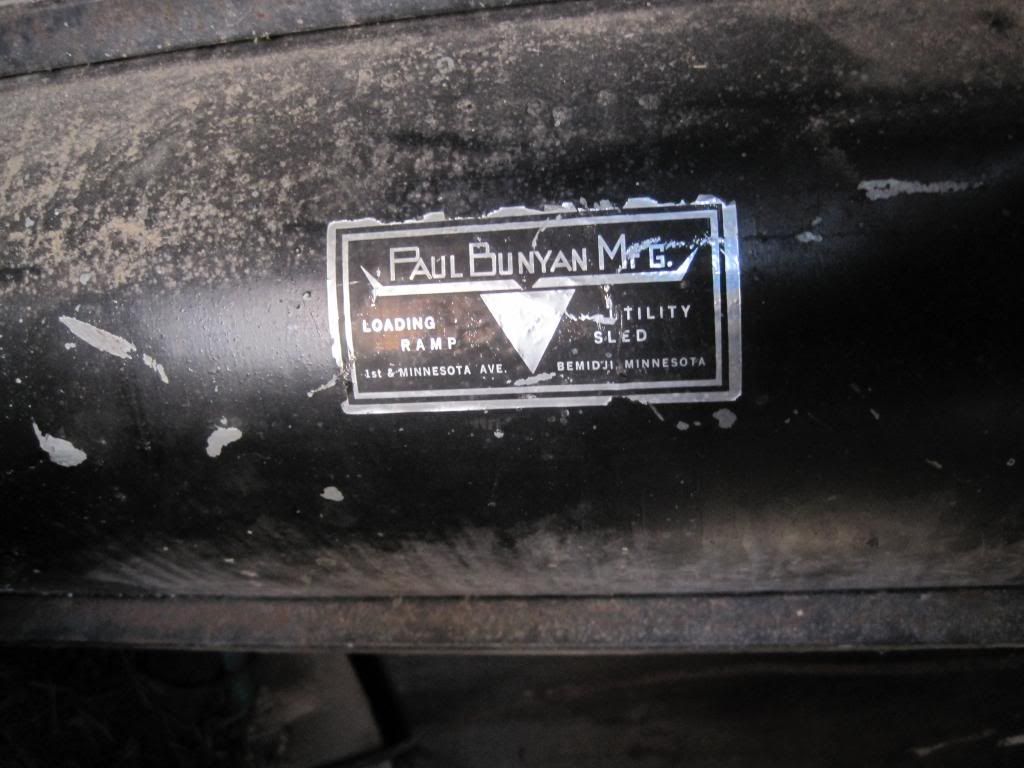 PAUL BUNYAN MFG.
LOADING RAMP
UTILITY SLED
1st & MINNESOTA AVE.
BEMIDJI, MINNESOTA